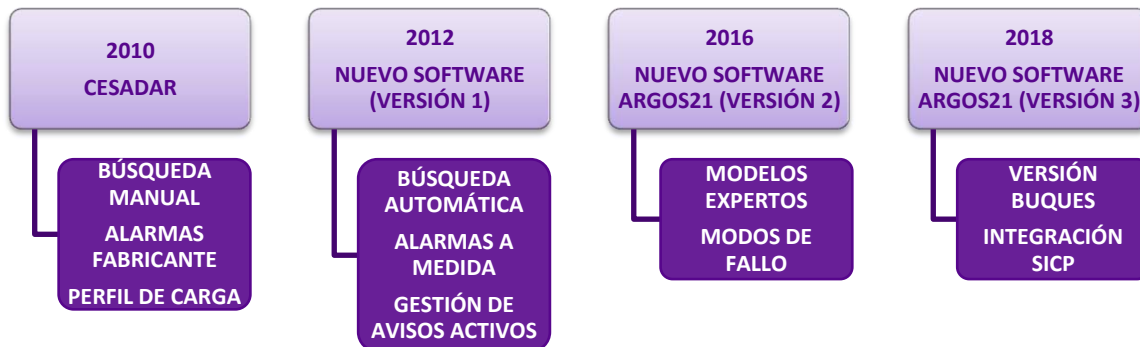 2010
CESADAR
BÚSQUEDA
MANUAL
ALARMAS
FABRICANTE
PERFIL DE CARGA
2012
NUEVO SOFTWARE
(VERSIÓN 1)
BÚSQUEDA
AUTOMÁTICA
ALARMAS A
MEDIDA
GESTIÓN DE
AVISOS ACTIVOS
2016
NUEVO SOFTWARE
ARGOS21 (VERSIÓN 2)
MODELOS
EXPERTOS
MODOS DE
FALLO
2018
NUEVO SOFTWARE
ARGOS21 (VERSIÓN 3)
VERSIÓN
BUQUES
INTEGRACIÓN
SICP